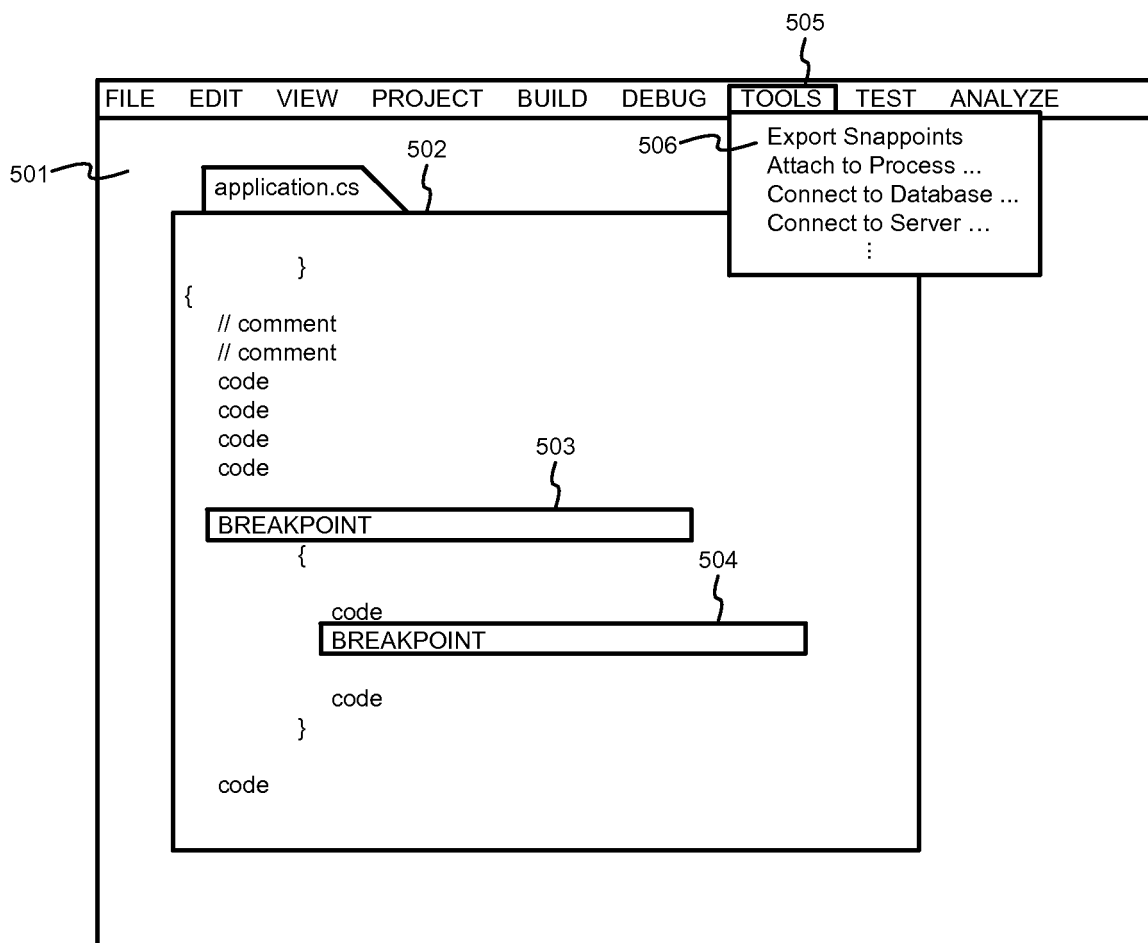 505
FILE EDIT VIEW PROJECT BUILD DEBUG TOOLS TEST ANALYZE
506
Export Snappoints
Attach to Process ...
Connect to Database ...
Connect to Server ...
⋮
501
502
application.cs
}
{
// comment
// comment
code
code
code
code
503
BREAKPOINT
{
504
code
BREAKPOINT
code
}
code